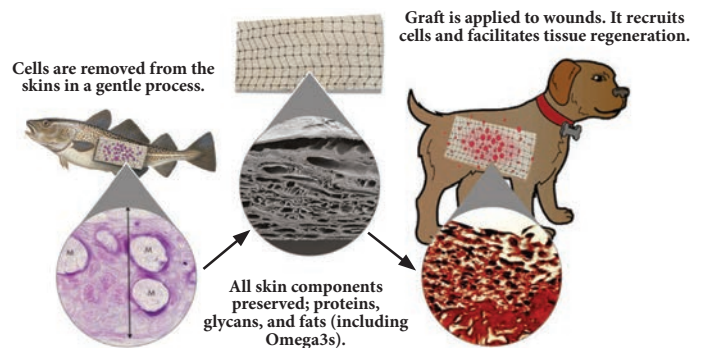 Cells are removed from the
skins in a gentle process.
Graft is applied to wounds. It recruits
cells and facilitates tissue regeneration.
M
M
M
All skin components
preserved; proteins,
glycans, and fats (including
Omega3s).